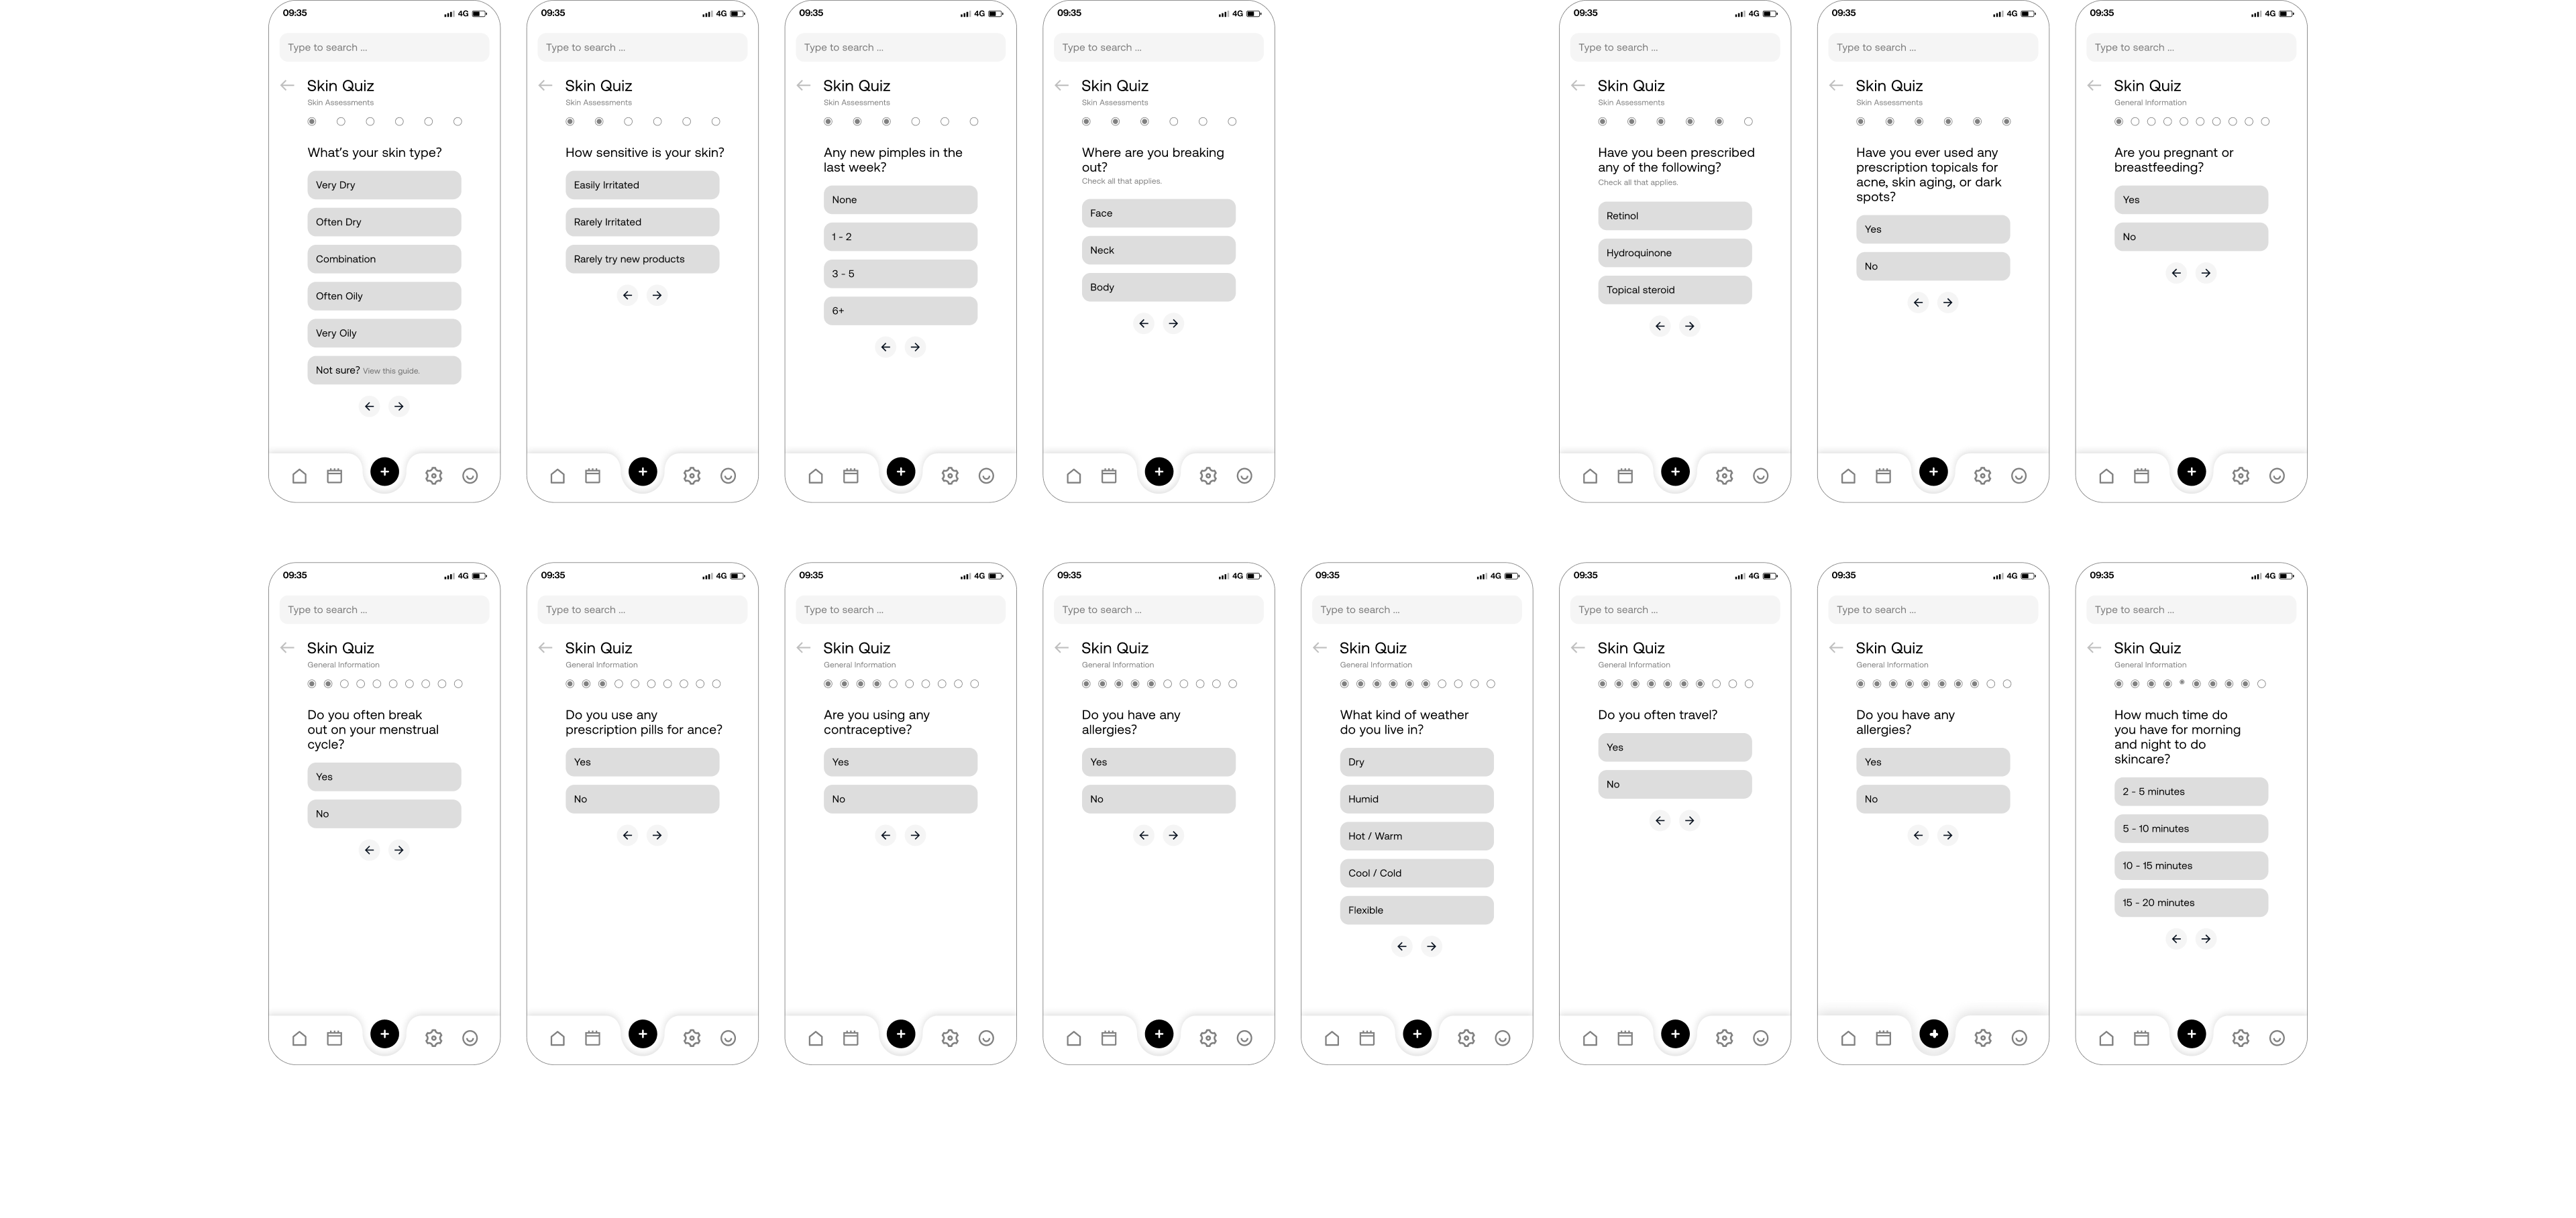 09:35
4G
Type to search ...
Skin Quiz
Skin Assessments
What's your skin type?
Very Dry
Often Dry
Combination
Often Oily
Very Oily
Not sure? View this guide.
09:35
4G
Type to search ...
Skin Quiz
Skin Assessments
How sensitive is your skin?
Easily Irritated
Rarely Irritated
Rarely try new products
09:35
4G
Type to search ...
Skin Quiz
Skin Assessments
Any new pimples in the
last week?
None
1 - 2
3 - 5
6+
09:35
4G
Type to search ...
Skin Quiz
Skin Assessments
Where are you breaking
out?
Check all that applies.
Face
Neck
Body
09:35
4G
Type to search ...
Skin Quiz
Skin Assessments
Have you been prescribed
any of the following?
Check all that applies.
Retinol
Hydroquinone
Topical steroid
09:35
4G
Type to search ...
Skin Quiz
Skin Assessments
Have you ever used any
prescription topicals for
acne, skin aging, or dark
spots?
Yes
No
09:35
4G
Type to search ...
Skin Quiz
General Information
Are you pregnant or
breastfeeding?
Yes
No
09:35
4G
Type to search ...
Skin Quiz
General Information
Do you often break
out on your menstrual
cycle?
Yes
No
09:35
4G
Type to search ...
Skin Quiz
General Information
Do you use any
prescription pills for ance?
Yes
No
09:35
4G
Type to search ...
Skin Quiz
General Information
Are you using any
contraceptive?
Yes
No
09:35
4G
Type to search ...
Skin Quiz
General Information
Do you have any
allergies?
Yes
No
09:35
4G
Type to search ...
Skin Quiz
General Information
What kind of weather
do you live in?
Dry
Humid
Hot / Warm
Cool / Cold
Flexible
09:35
4G
Type to search ...
Skin Quiz
General Information
Do you often travel?
Yes
No
09:35
4G
Type to search ...
Skin Quiz
General Information
Do you have any
allergies?
Yes
No
09:35
4G
Type to search ...
Skin Quiz
General Information
How much time do
you have for morning
and night to do
skincare?
2 - 5 minutes
5 - 10 minutes
10 - 15 minutes
15 - 20 minutes